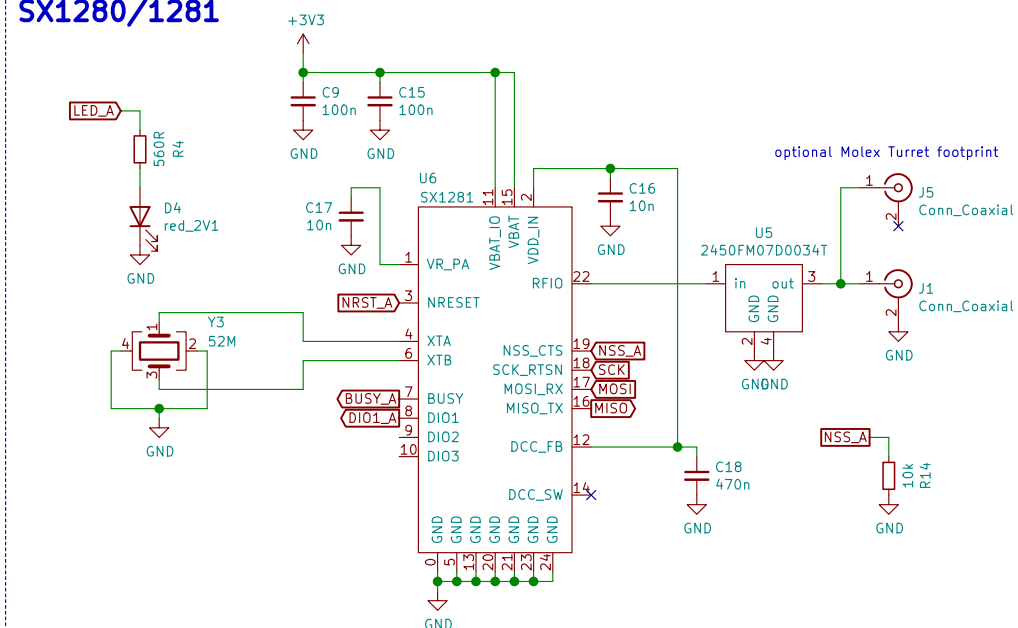 SX1280/1281
+3V3
C9
100n
GND
C15
100n
GND
LED_A
560R
R4
D4
red_2V1
GND
C17
10n
GND
U6
SX1281
11
VBAT_IO
15
VBAT
2
VDD_IN
1
VR_PA
NRST_A
3
NRESET
4
XTA
6
XTB
BUSY_A
7
BUSY
DIO1_A
8
DIO1
9
DIO2
10
DIO3
RFIO
22
NSS_CTS
19
NSS_A
SCK_RTSN
18
SCK
MOSI_RX
17
MOSI
MISO_TX
16
MISO
DCC_FB
12
DCC_SW
14
GND
GND
GND
GND
GND
GND
GND
0
5
13
20
21
23
24
GND
Y3
52M
1
4
2
3
GND
C16
10n
GND
C18
470n
GND
U5
2450FM07D0034T
1
in
out
3
GND
GND
2
4
GND
GND
optional Molex Turret footprint
1
2
J5
Conn_Coaxial
1
2
J1
Conn_Coaxial
GND
NSS_A
10k
R14
GND